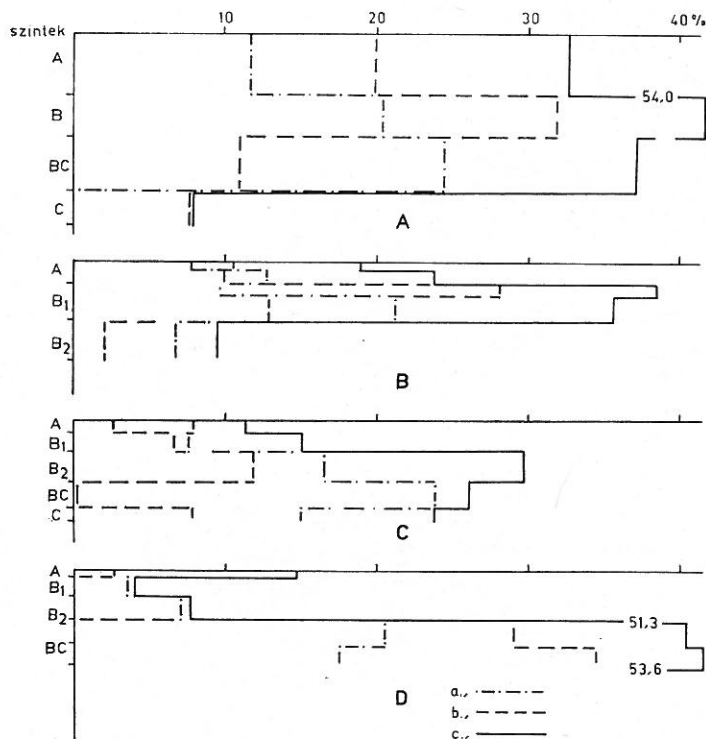 10 20 30 40 %
szintek
A
54,0
B
BC
C
A
A
B1
B2
B
A
B1
B2
BC
C
C
A
B1
B2
51,3
BC
53,6
a.,
D
b.,
c.,